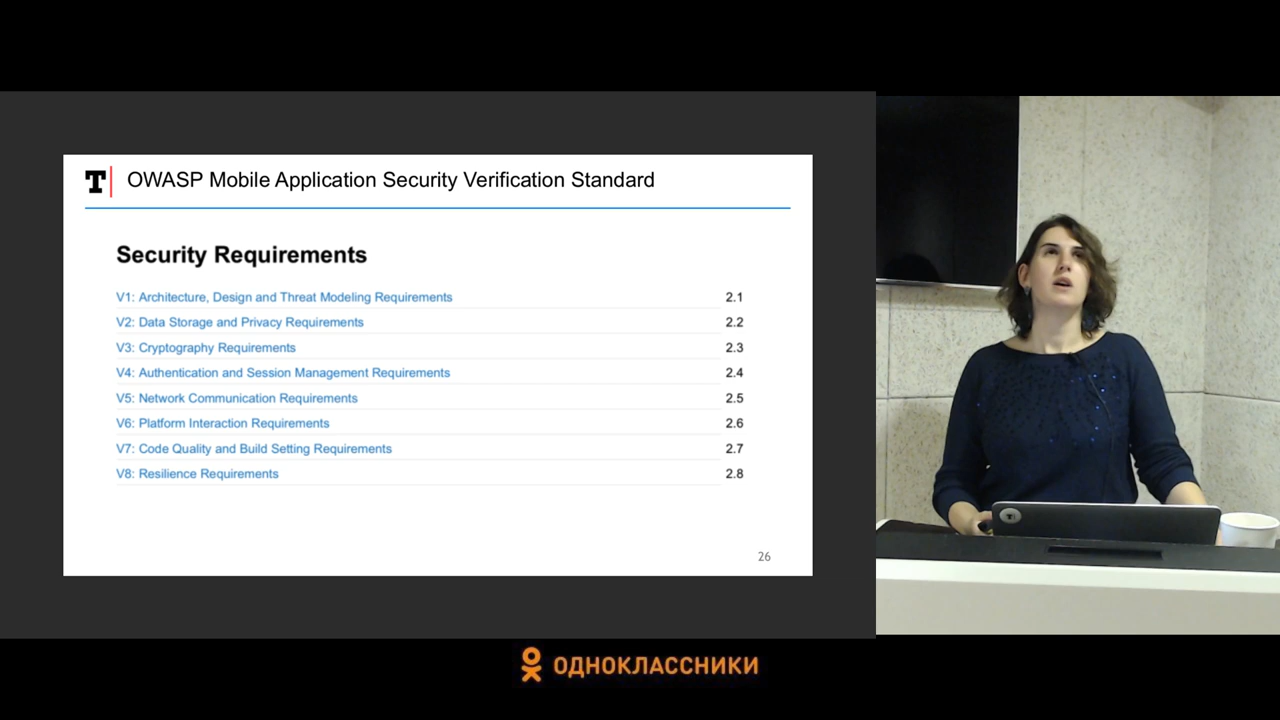 T OWASP Mobile Application Security Verification Standard
Security Requirements
V1: Architecture, Design and Threat Modeling Requirements 2.1
V2: Data Storage and Privacy Requirements 2.2
V3: Cryptography Requirements 2.3
V4: Authentication and Session Management Requirements 2.4
V5: Network Communication Requirements 2.5
V6: Platform Interaction Requirements 2.6
V7: Code Quality and Build Setting Requirements 2.7
V8: Resilience Requirements 2.8
26
ОДНОКЛАССНИКИ